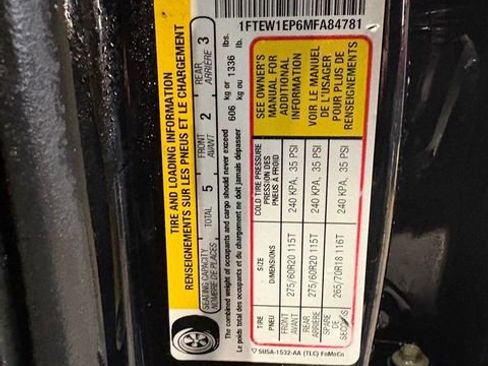 TIRE AND LOADING INFORMATION
RENSEIGNEMENTS SUR LES PNEUS ET LE CHARGEMENT
SEATING CAPACITY
NOMBRE DE PLACES
TOTAL 5
FRONT
AVANT 2
REAR
ARRIÈRE 3
The combined weight of occupants and cargo should never exceed 606 kg or 1336 lbs.
Le poids total des occupants et du chargement ne doit jamais dépasser 606 kg ou 1336 lb.
1FTEW1EP6MFA84781
TIRE
PNEU
SIZE
DIMENSIONS
COLD TIRE PRESSURE
PRESSION DES
PNEUS À FROID
FRONT
AVANT
275/60R20 115T
240 KPA, 35 PSI
REAR
ARRIÈRE
275/60R20 115T
240 KPA, 35 PSI
SPARE
DE
SECOURS
265/70R18 116T
240 KPA, 35 PSI
SEE OWNER'S
MANUAL FOR
ADDITIONAL
INFORMATION
VOIR LE MANUEL
DE L'USAGER
POUR PLUS DE
RENSEIGNEMENTS
5U5A-1532-AA (TLC) FoMoCo